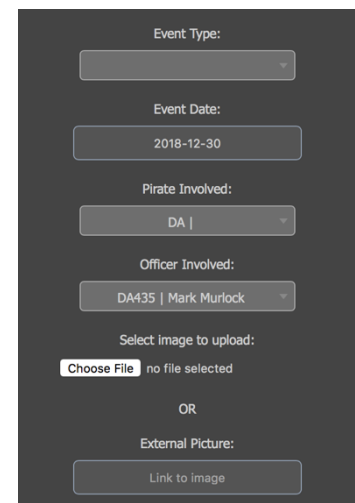 Event Type:
Event Date:
2018-12-30
Pirate Involved:
DA |
Officer Involved:
DA435 | Mark Murlock
Select image to upload:
Choose File no file selected
OR
External Picture:
Link to image